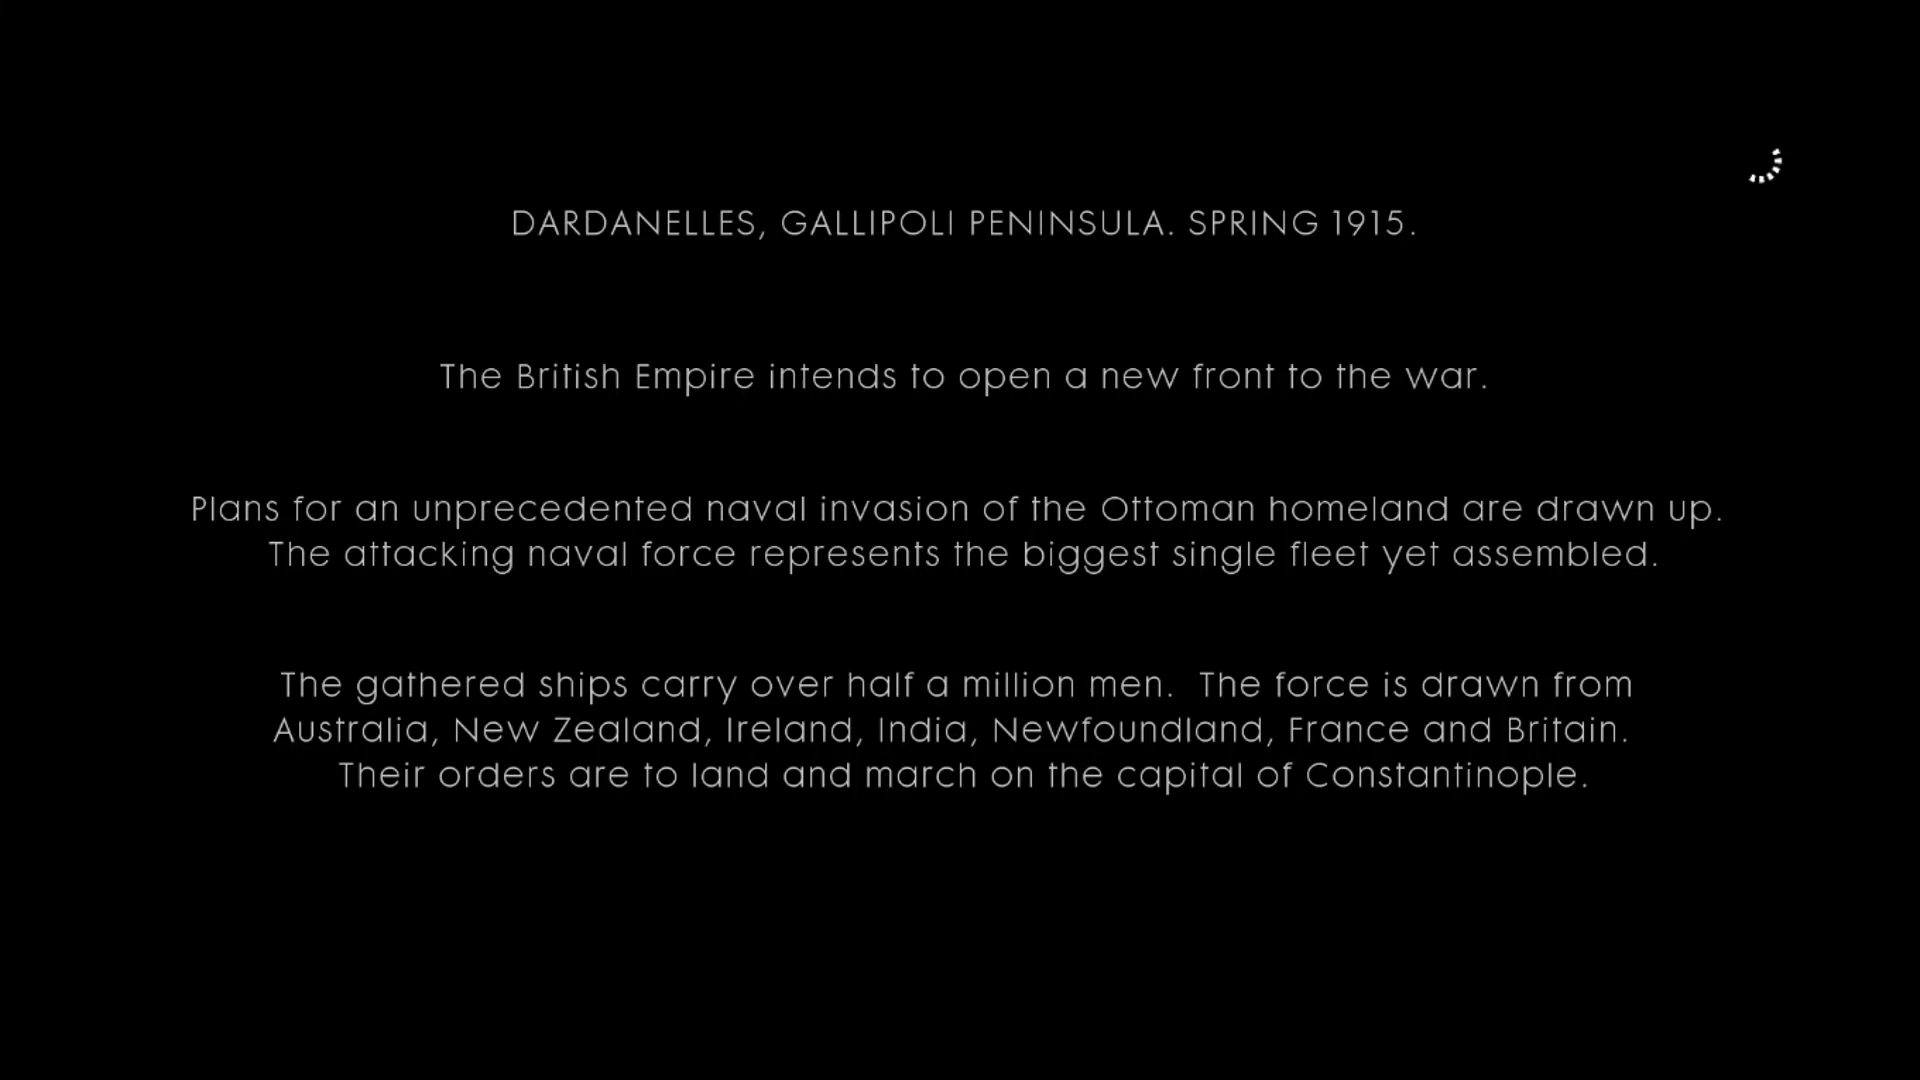 DARDANELLES, GALLIPOLI PENINSULA. SPRING 1915.
The British Empire intends to open a new front to the war.
Plans for an unprecedented naval invasion of the Ottoman homeland are drawn up.
The attacking naval force represents the biggest single fleet yet assembled.
The gathered ships carry over half a million men.  The force is drawn from
Australia, New Zealand, Ireland, India, Newfoundland, France and Britain.
Their orders are to land and march on the capital of Constantinople.